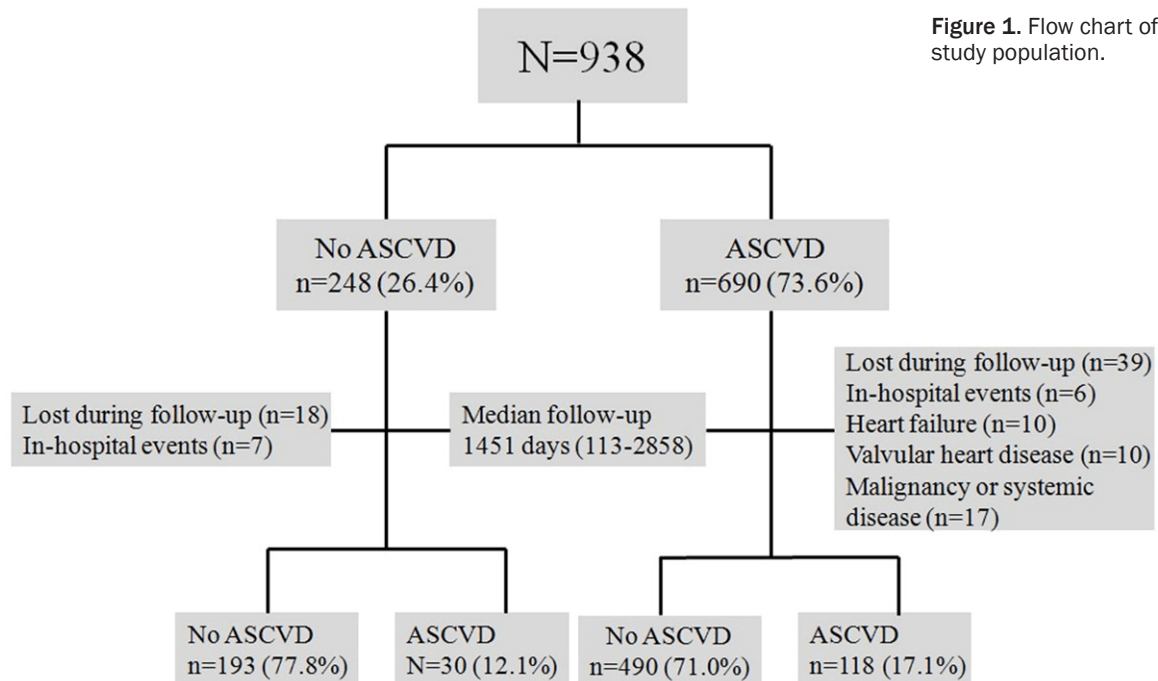 Figure 1. Flow chart of
study population.
N=938
No ASCVD
n=248 (26.4%)
ASCVD
n=690 (73.6%)
Lost during follow-up (n=18)
In-hospital events (n=7)
Median follow-up
1451 days (113-2858)
Lost during follow-up (n=39)
In-hospital events (n=6)
Heart failure (n=10)
Valvular heart disease (n=10)
Malignancy or systemic
disease (n=17)
No ASCVD
n=193 (77.8%)
ASCVD
N=30 (12.1%)
No ASCVD
n=490 (71.0%)
ASCVD
n=118 (17.1%)